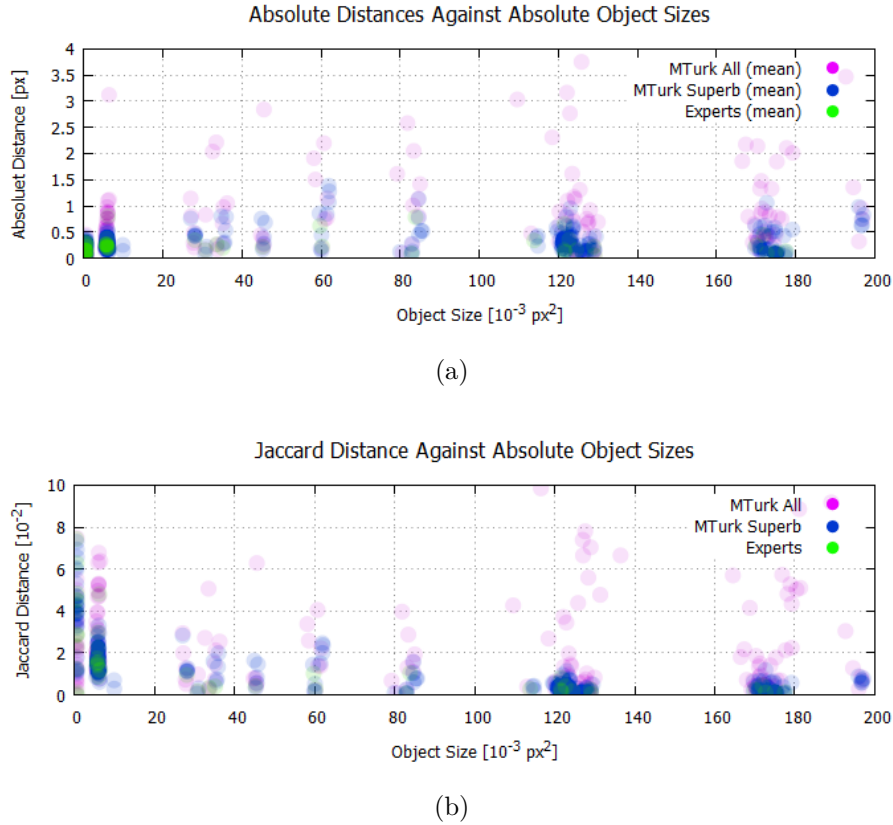 Absolute Distances Against Absolute Object Sizes
Absoluet Distance [px]
4
3.5
3
2.5
2
1.5
1
0.5
0
MTurk All (mean)
MTurk Superb (mean)
Experts (mean)
0 20 40 60 80 100 120 140 160 180 200
Object Size [10⁻³ px²]
(a)
Jaccard Distance Against Absolute Object Sizes
Jaccard Distance [10⁻²]
10
8
6
4
2
0
MTurk All
MTurk Superb
Experts
0 20 40 60 80 100 120 140 160 180 200
Object Size [10⁻³ px²]
(b)